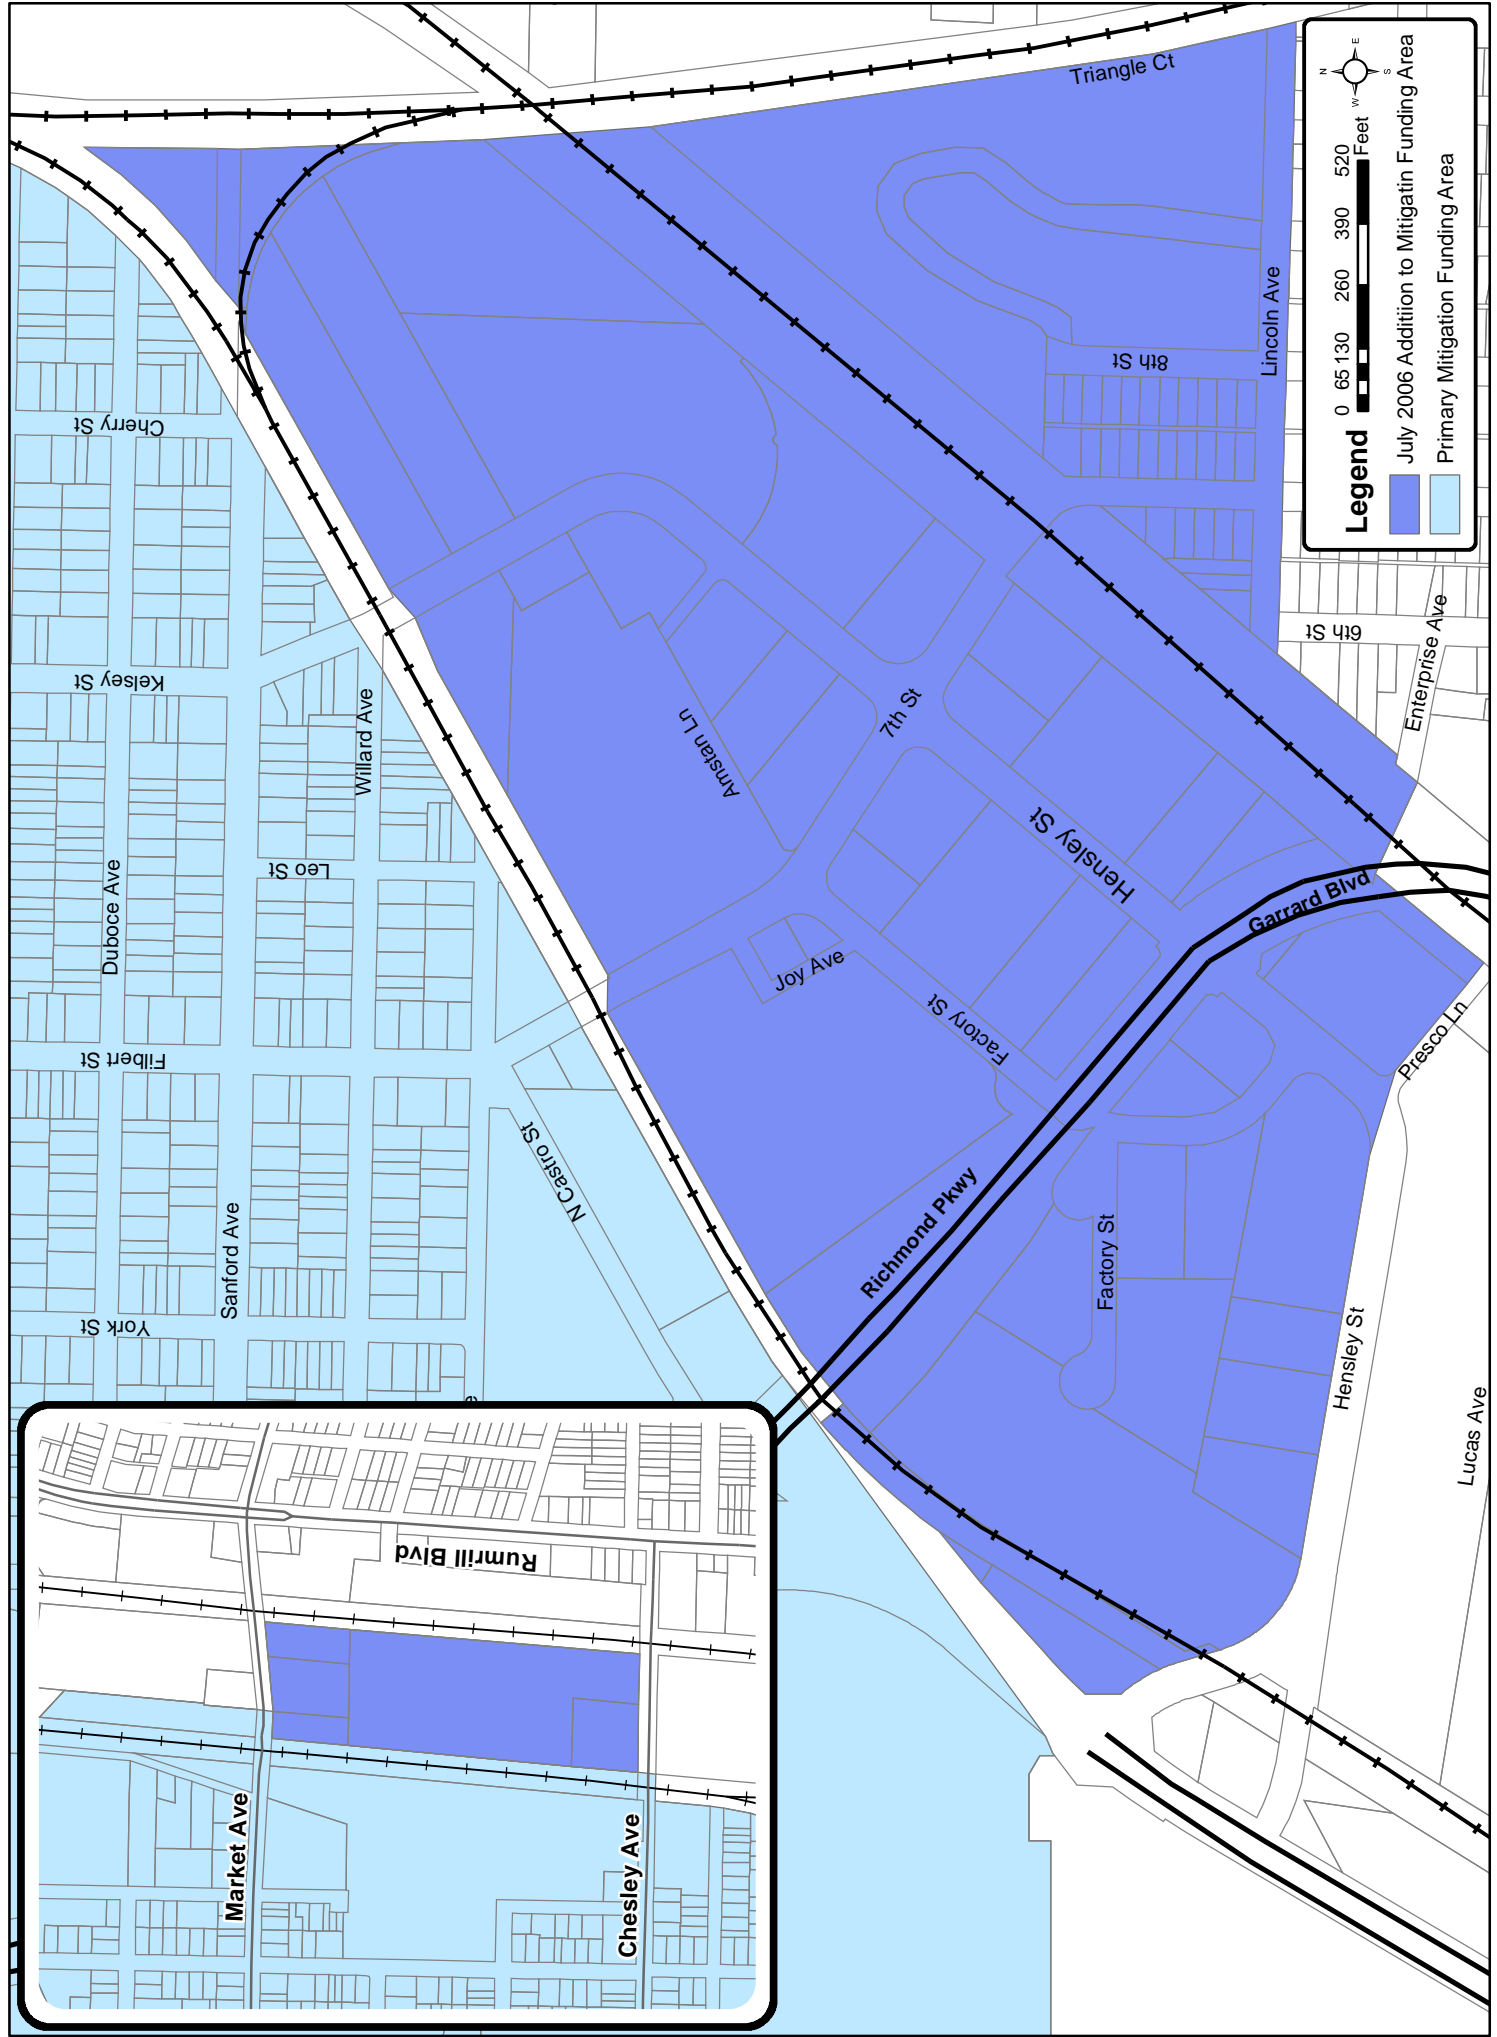 Triangle Ct
Lincoln Ave
8th St
Cherry St
Kelsey St
Willard Ave
Amstan Ln
7th St
6th St
Enterprise Ave
Hensley St
Garrard Blvd
Leo St
Duboce Ave
Joy Ave
Factory St
Presco Ln
Filbert St
N Castro St
Richmond Pkwy
Sanford Ave
York St
Factory St
Hensley St
Lucas Ave
e
Rumrill Blvd
Market Ave
Chesley Ave
N
W E
S
0 65 130 260 390 520
Feet
Legend
July 2006 Addition to Mitigatin Funding Area
Primary Mitigation Funding Area